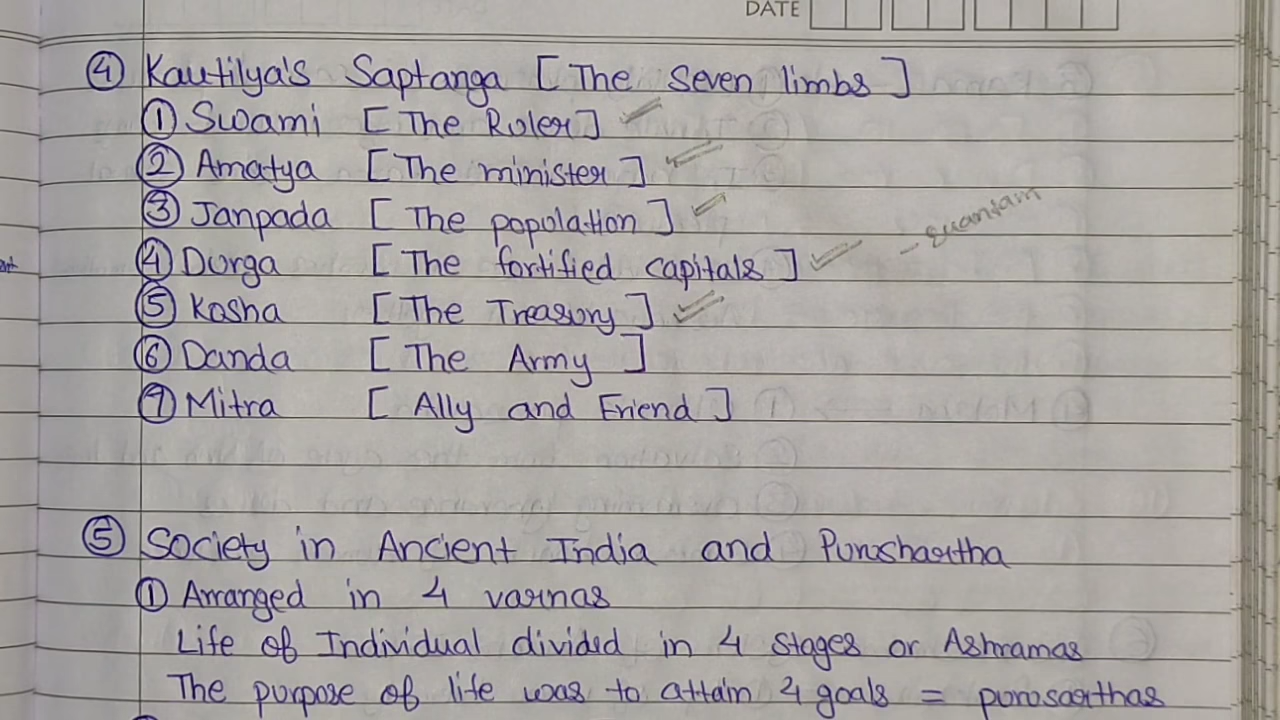 DATE
④ Kautilya's Saptanga [ The Seven limbs ]
① Swami [ The Ruler ]
② Amatya [ The minister ]
③ Janpada [ The population ]
④ Durga [ The fortified capitals ]
⑤ Kosha [ The Treasury ]
⑥ Danda [ The Army ]
⑦ Mitra [ Ally and Friend ]
⑤ Society in Ancient India and Purushartha
① Arranged in 4 varnas
Life of Individual divided in 4 stages or Ashramas
The purpose of life was to attain 4 goals = purusarthas